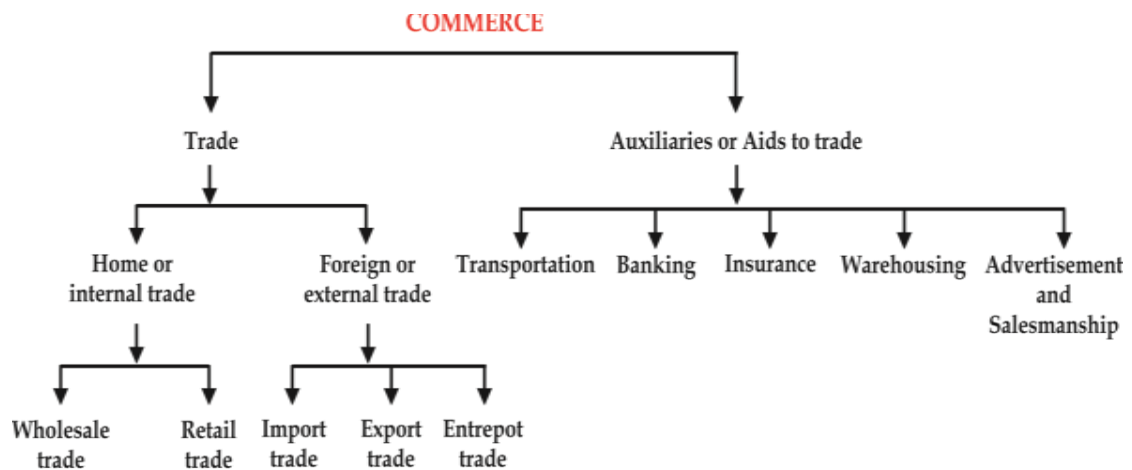 COMMERCE
Trade
Auxiliaries or Aids to trade
Home or
internal trade
Foreign or
external trade
Transportation
Banking
Insurance
Warehousing
Advertisement
and
Salesmanship
Wholesale
trade
Retail
trade
Import
trade
Export
trade
Entrepot
trade